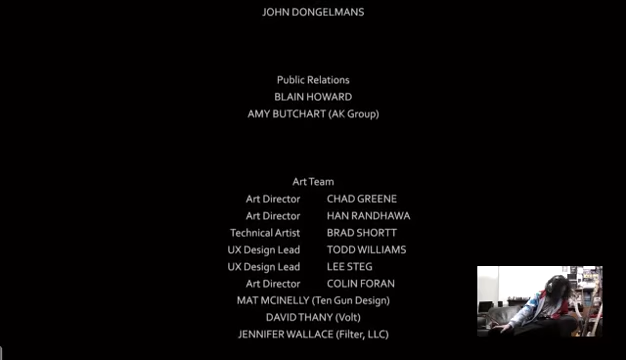 JOHN DONGELMANS
Public Relations
BLAIN HOWARD
AMY BUTCHART (AK Group)
Art Team
Art Director CHAD GREENE
Art Director HAN RANDHAWA
Technical Artist BRAD SHORTT
UX Design Lead TODD WILLIAMS
UX Design Lead LEE STEG
Art Director COLIN FORAN
MAT MCINELLY (Ten Gun Design)
DAVID THANY (Volt)
JENNIFER WALLACE (Filter, LLC)